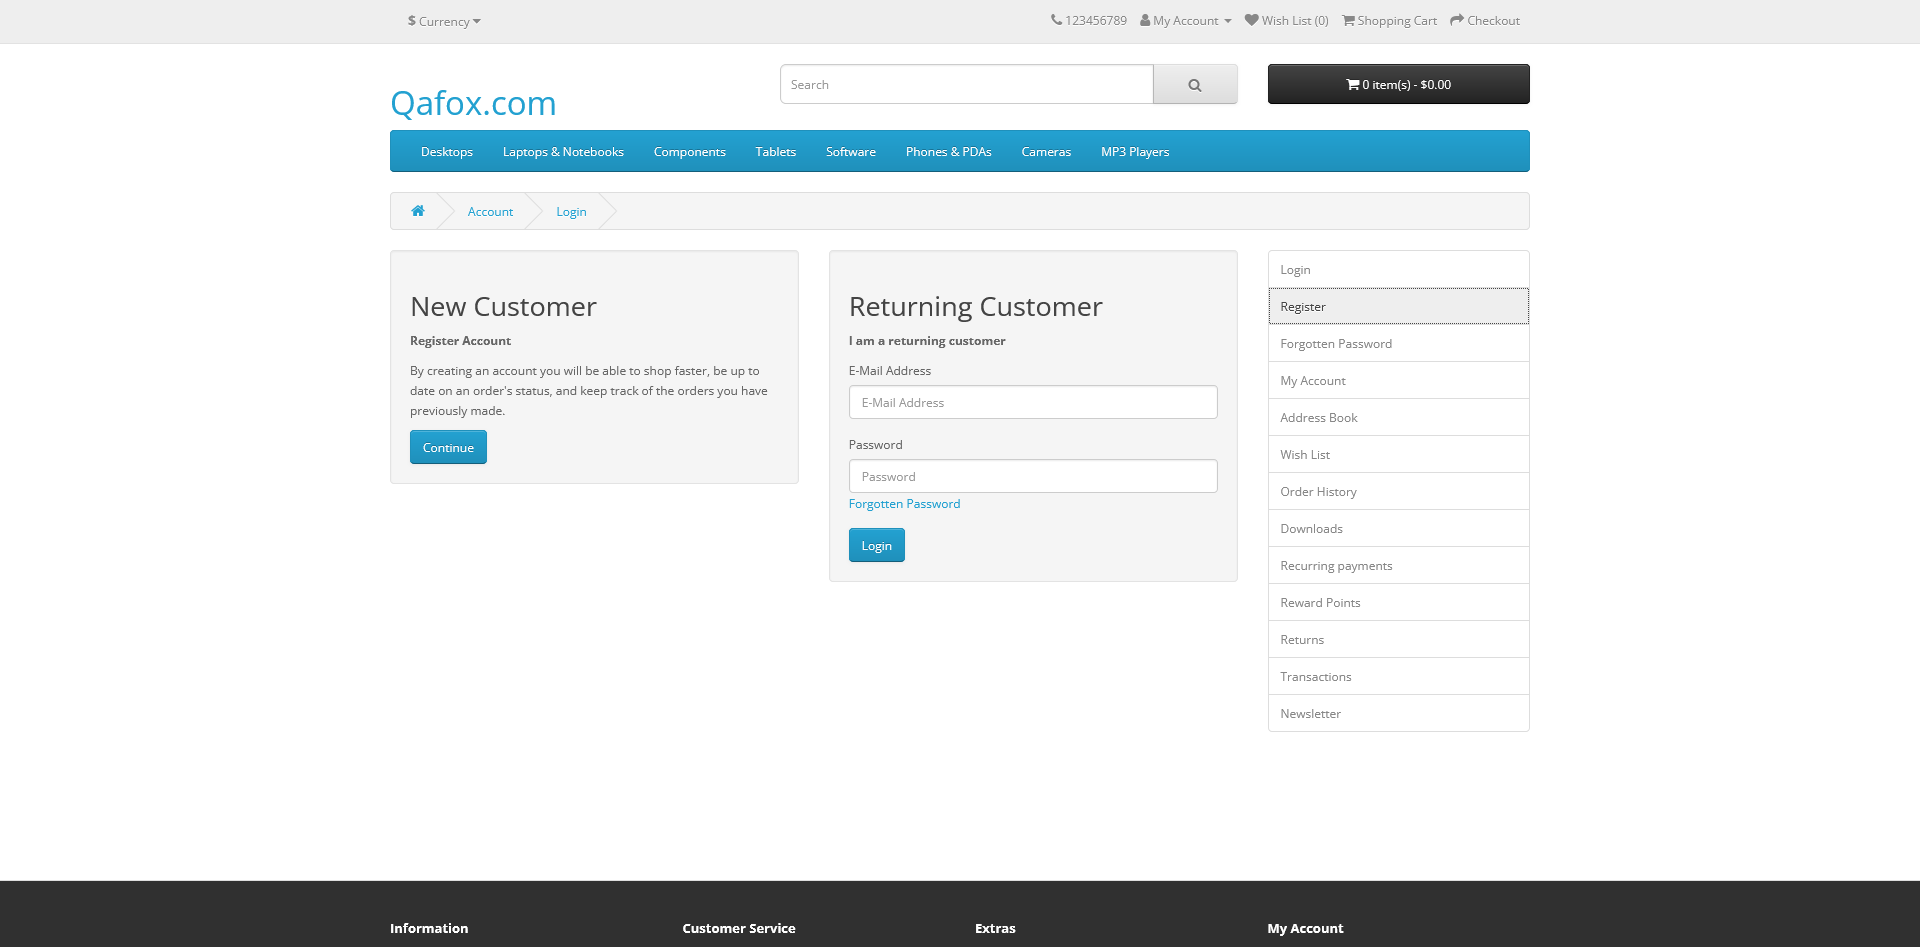 $ Currency
123456789 My Account Wish List (0) Shopping Cart Checkout
Qafox.com
Search
0 item(s) - $0.00
Desktops Laptops & Notebooks Components Tablets Software Phones & PDAs Cameras MP3 Players
Account Login
New Customer
Register Account
By creating an account you will be able to shop faster, be up to
date on an order's status, and keep track of the orders you have
previously made.
Continue
Returning Customer
I am a returning customer
E-Mail Address
E-Mail Address
Password
Password
Forgotten Password
Login
Login
Register
Forgotten Password
My Account
Address Book
Wish List
Order History
Downloads
Recurring payments
Reward Points
Returns
Transactions
Newsletter
Information Customer Service Extras My Account